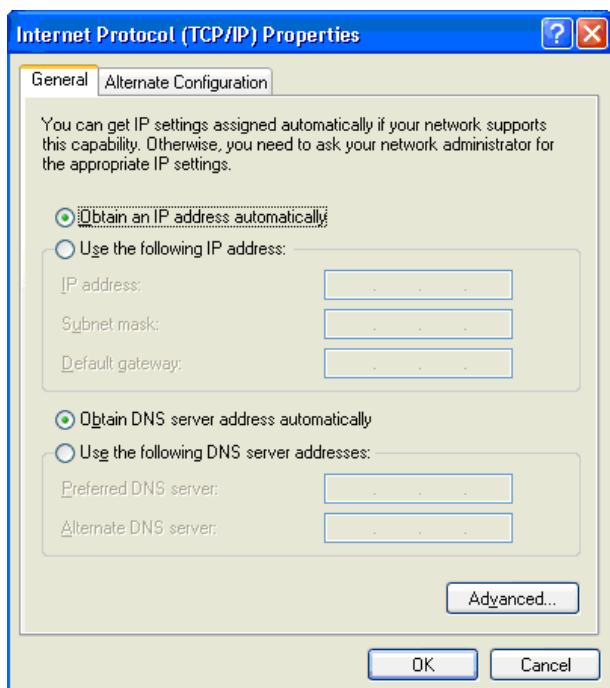 Internet Protocol (TCP/IP) Properties
General
Alternate Configuration
You can get IP settings assigned automatically if your network supports
this capability. Otherwise, you need to ask your network administrator for
the appropriate IP settings.
Obtain an IP address automatically
Use the following IP address:
IP address:
Subnet mask:
Default gateway:
Obtain DNS server address automatically
Use the following DNS server addresses:
Preferred DNS server:
Alternate DNS server:
Advanced...
OK
Cancel